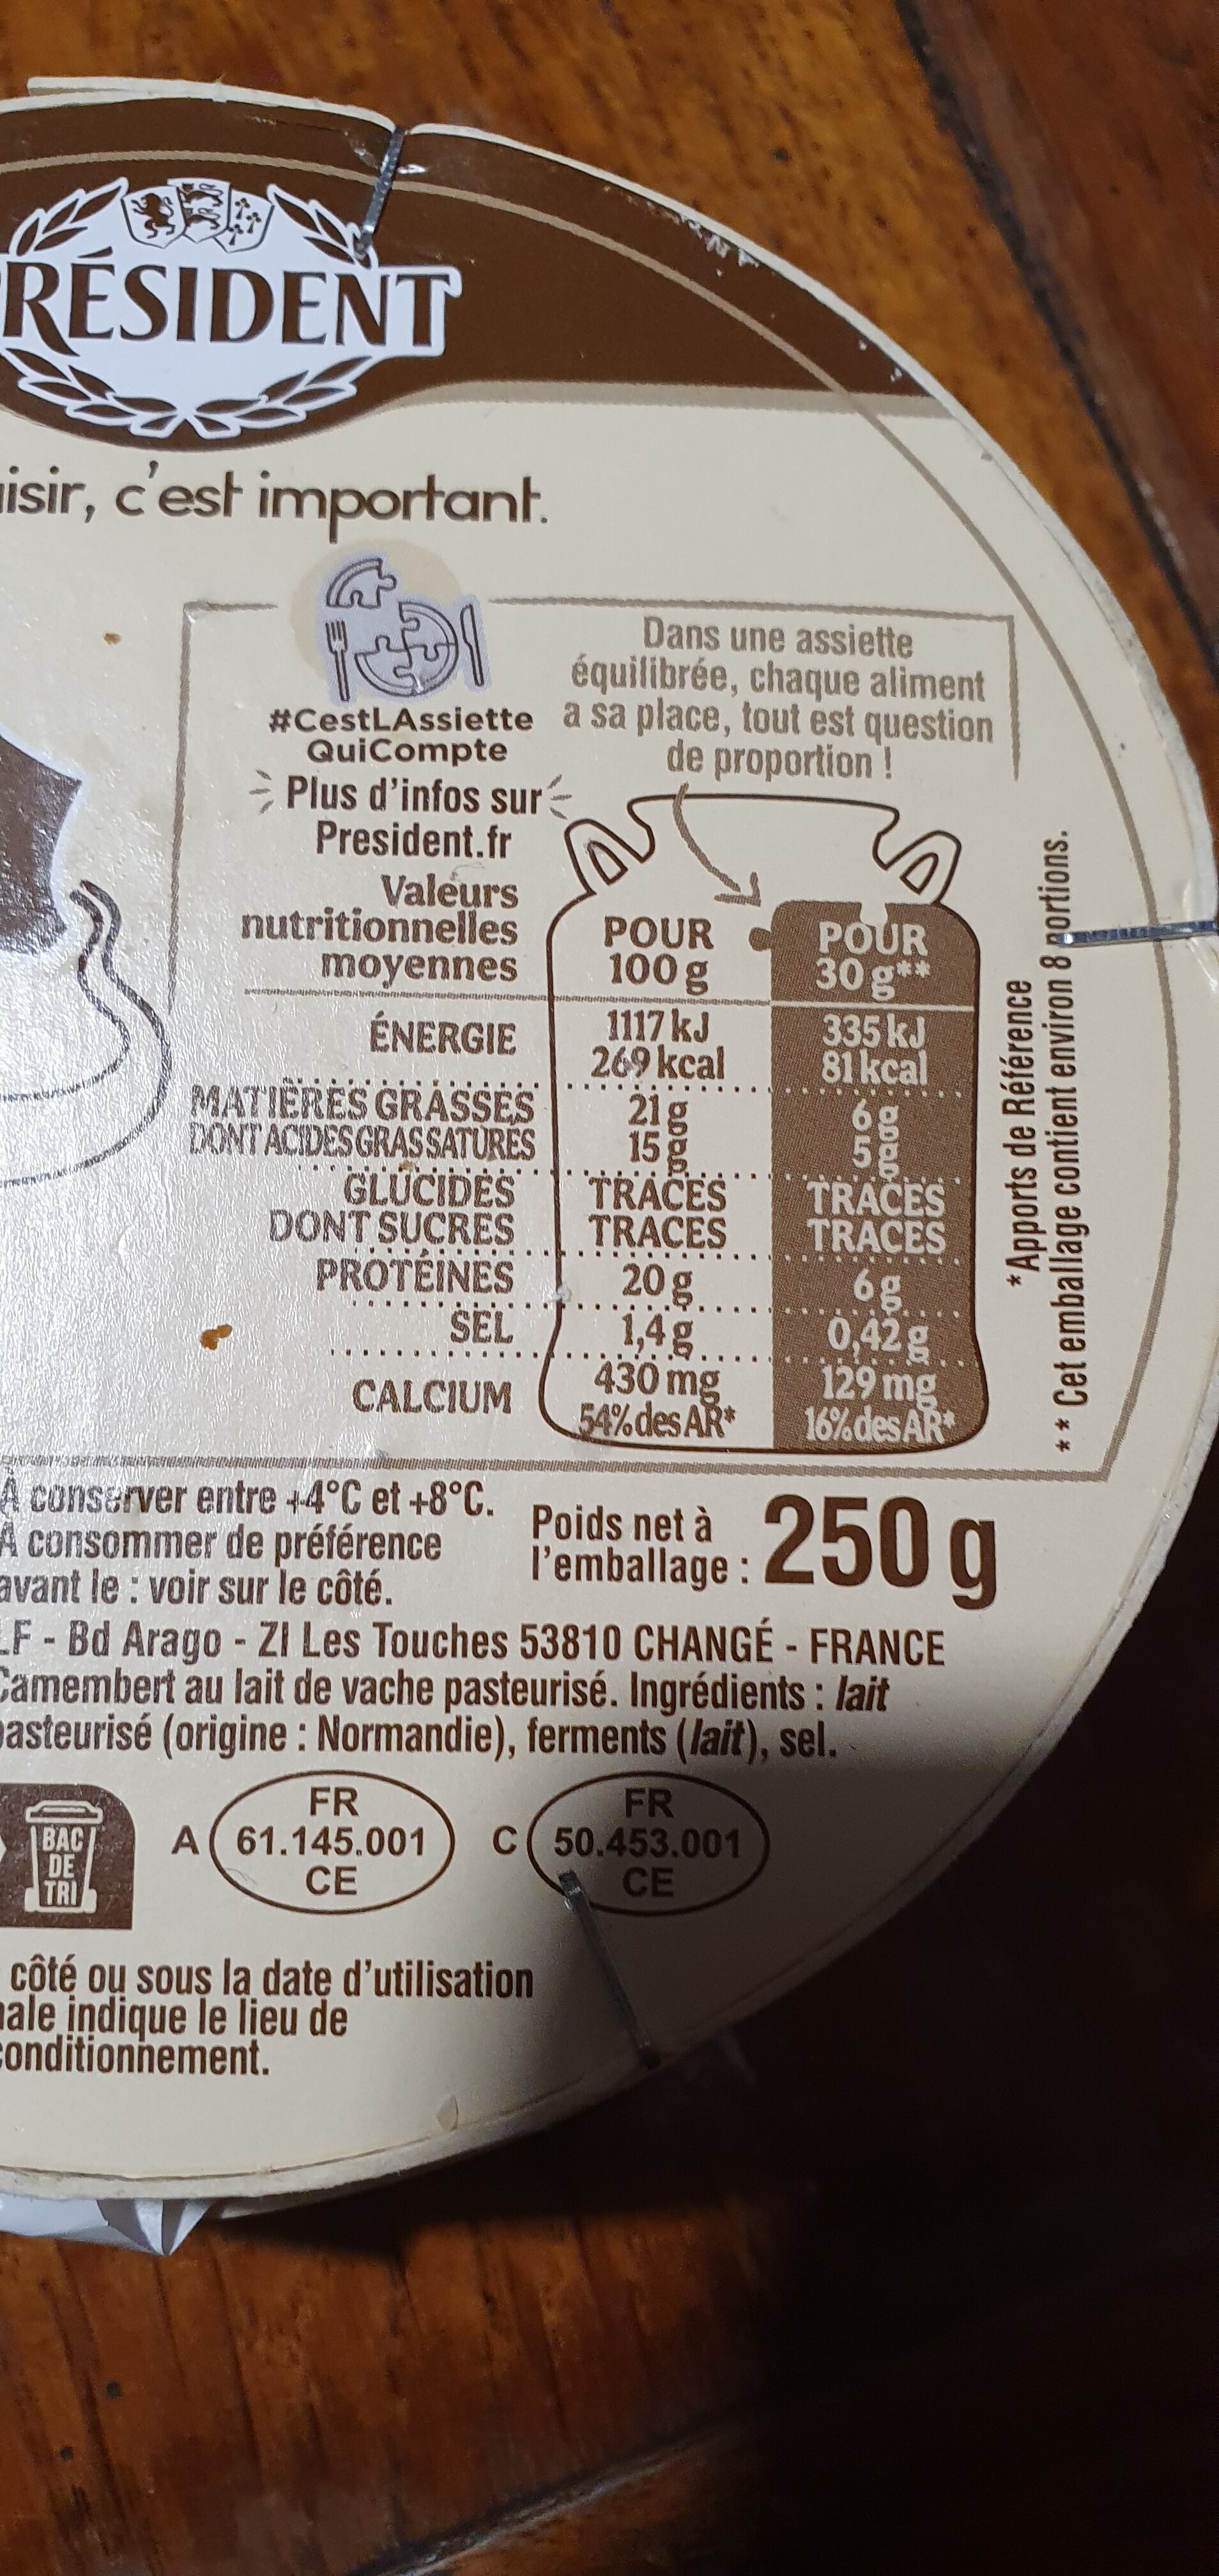 RÉSIDENT
isir, c'est important.
#CestLAssiette
QuiCompte
Plus d'infos sur
President.fr
Dans une assiette
équilibrée, chaque aliment
a sa place, tout est question
de proportion !
Valeurs
nutritionnelles
moyennes
POUR 100 g
POUR 30 g**
ÉNERGIE 1117 kJ 335 kJ
269 kcal 81 kcal
MATIÈRES GRASSES 21 g 6 g
DONT ACIDES GRAS SATURÉS 15 g 5 g
GLUCIDES TRACES TRACES
DONT SUCRES TRACES TRACES
PROTÉINES 20 g 6 g
SEL 1,4 g 0,42 g
CALCIUM 430 mg 129 mg
54% des AR* 16% des AR*
*Apports de Référence
** Cet emballage contient environ 8 portions.
À conserver entre +4°C et +8°C.
À consommer de préférence
avant le : voir sur le côté.
Poids net à
l'emballage : 250 g
LF - Bd Arago - ZI Les Touches 53810 CHANGÉ - FRANCE
Camembert au lait de vache pasteurisé. Ingrédients : lait
pasteurisé (origine : Normandie), ferments (lait), sel.
BAC
DE
TRI
A FR
61.145.001
CE
C FR
50.453.001
CE
côté ou sous la date d'utilisation
ale indique le lieu de
conditionnement.